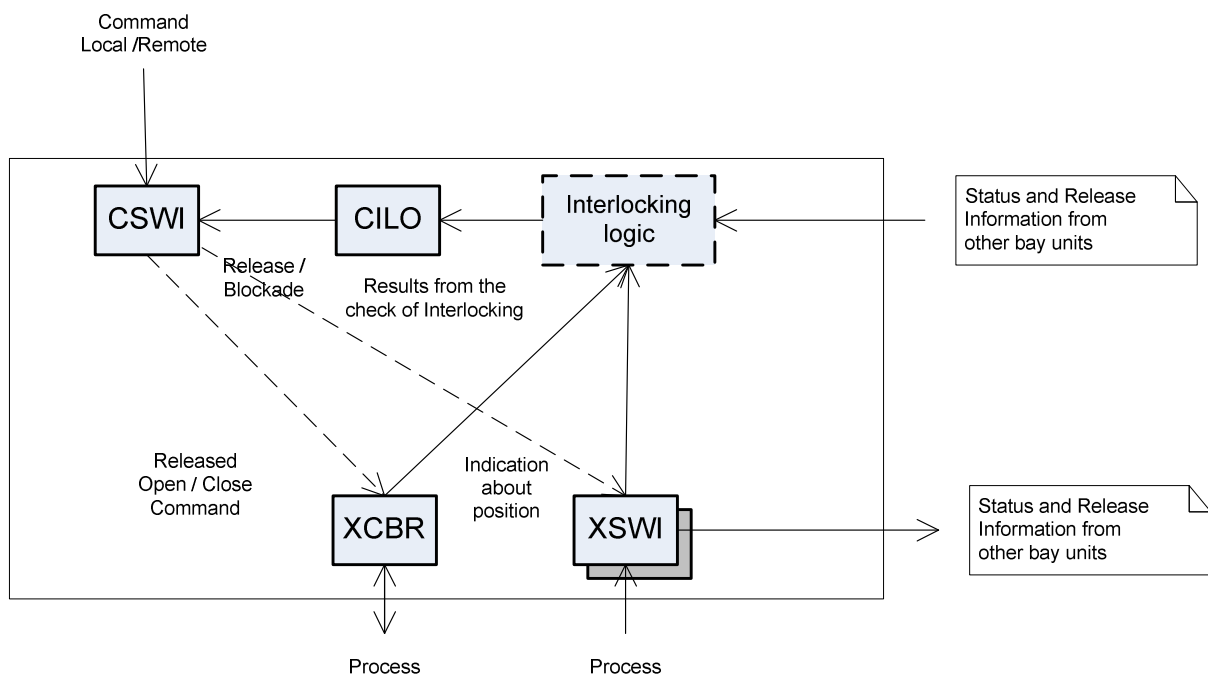 Command
Local /Remote
CSWI
CILO
Interlocking
logic
Status and Release
Information from
other bay units
Release /
Blockade
Results from the
check of Interlocking
Released
Open / Close
Command
Indication
about
position
XCBR
XSWI
Status and Release
Information from
other bay units
Process
Process